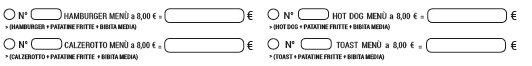 N° HAMBURGER MENÙ a 8,00 € = €
> (HAMBURGER + PATATINE FRITTE + BIBITA MEDIA)
N° HOT DOG MENÙ a 8,00 € = €
> (HOT DOG + PATATINE FRITTE + BIBITA MEDIA)
N° CALZEROTTO MENÙ a 8,00 € = €
> (CALZEROTTO + PATATINE FRITTE + BIBITA MEDIA)
N° TOAST MENÙ a 8,00 € = €
> (TOAST + PATATINE FRITTE + BIBITA MEDIA)